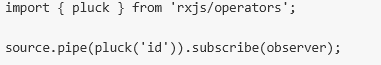 import { pluck } from 'rxjs/operators';
source.pipe(pluck('id')).subscribe(observer);